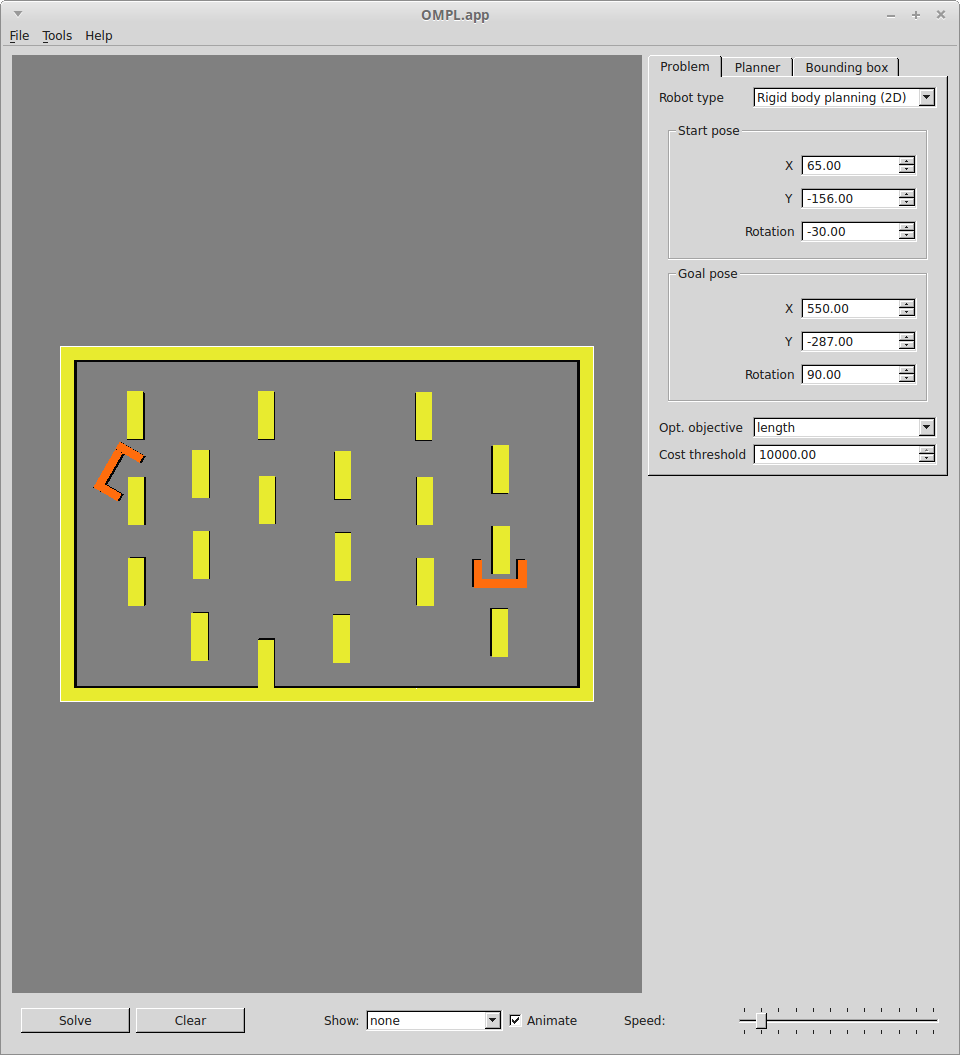 OMPL.app
File Tools Help
Problem Planner Bounding box
Robot type Rigid body planning (2D)
Start pose
X 65.00
Y -156.00
Rotation -30.00
Goal pose
X 550.00
Y -287.00
Rotation 90.00
Opt. objective length
Cost threshold 10000.00
Solve Clear Show: none Animate Speed: